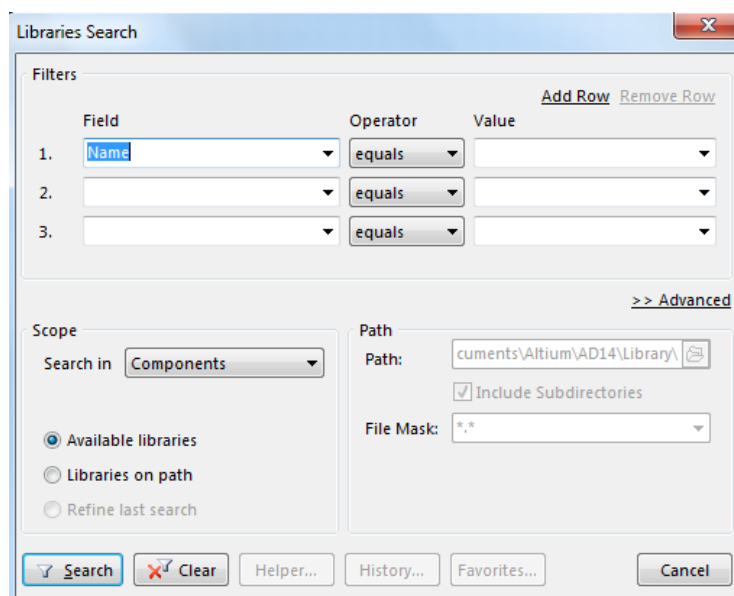 Libraries Search
X
Filters
Add Row Remove Row
Field Operator Value
1. Name equals
2. equals
3. equals
>> Advanced
Scope
Search in Components
Available libraries
Libraries on path
Refine last search
Path
Path: cuments\Altium\AD14\Library\
Include Subdirectories
File Mask: *.*
Search Clear Helper... History... Favorites... Cancel